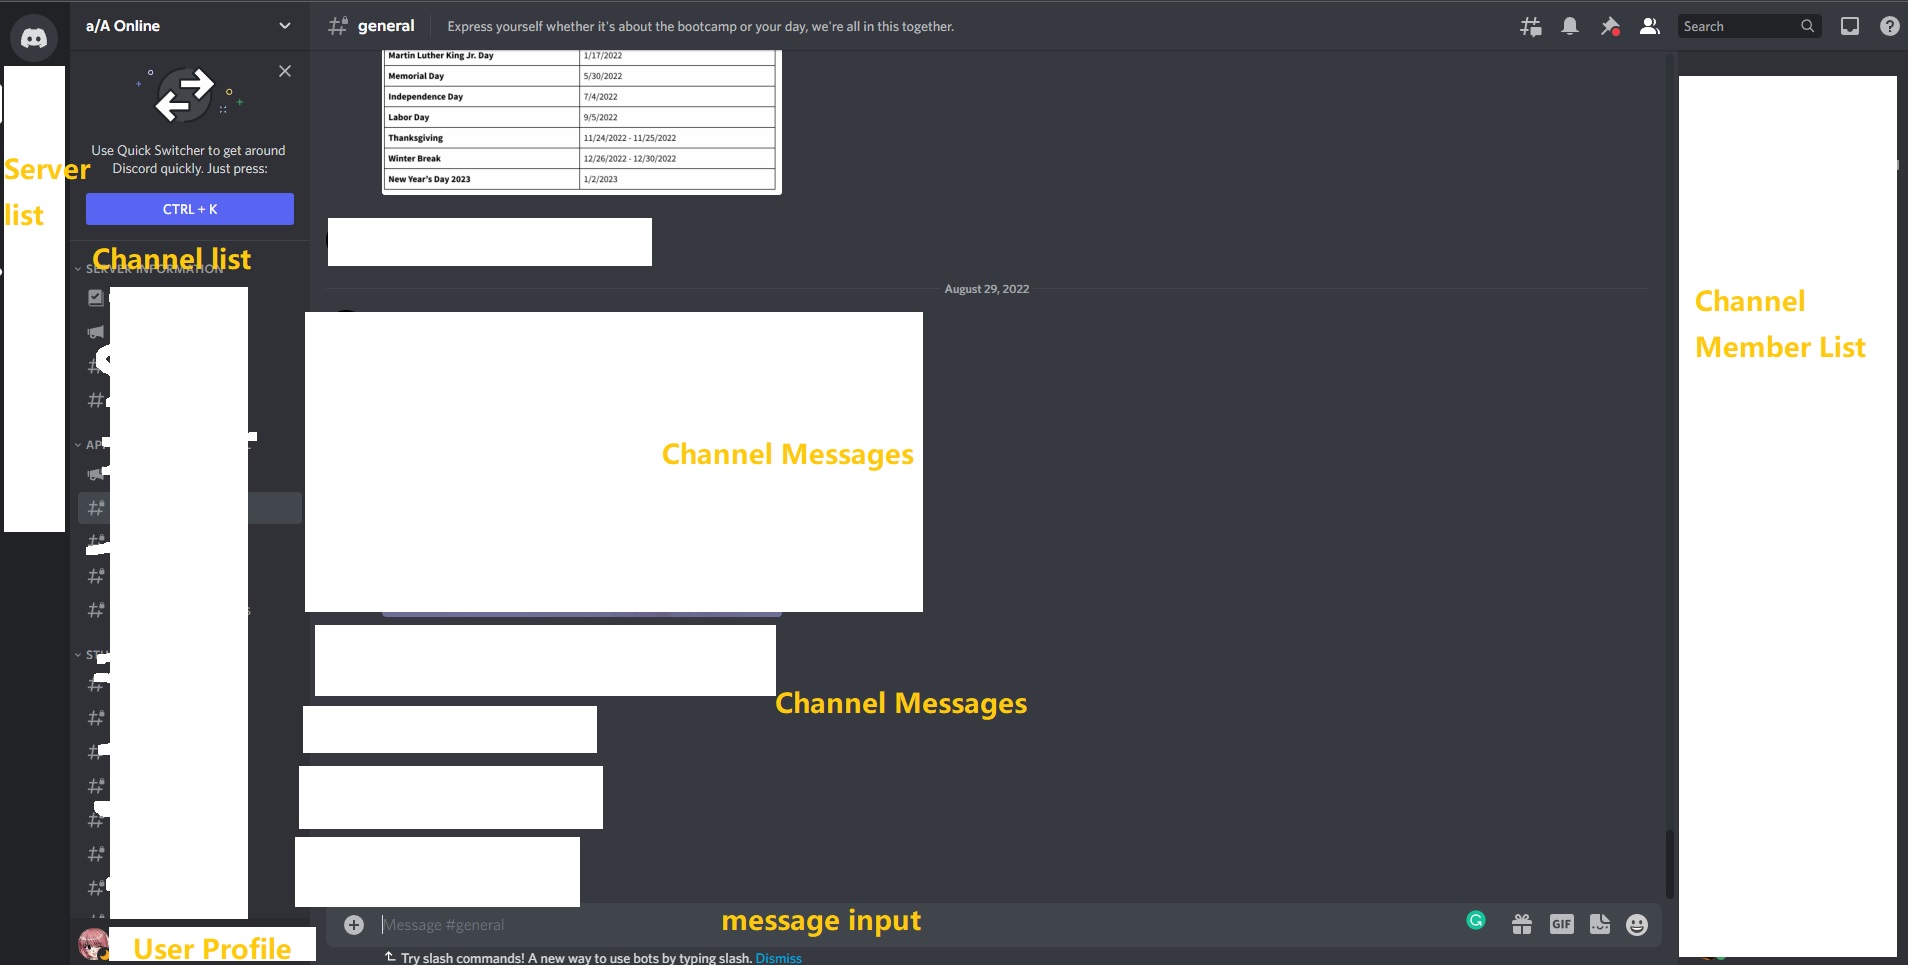 a/A Online
general
Express yourself whether it's about the bootcamp or your day, we're all in this together.
Search
Use Quick Switcher to get around
Discord quickly. Just press:
CTRL + K
Server
list
Channel list
SERVER INFORMATION
Martin Luther King Jr. Day 1/17/2022
Memorial Day 5/30/2022
Independence Day 7/4/2022
Labor Day 9/5/2022
Thanksgiving 11/24/2022 - 11/25/2022
Winter Break 12/26/2022 - 12/30/2022
New Year's Day 2023 1/2/2023
August 29, 2022
Channel Messages
Channel Messages
Message #general
message input
GIF
Try slash commands! A new way to use bots by typing slash. Dismiss
User Profile
Channel
Member List